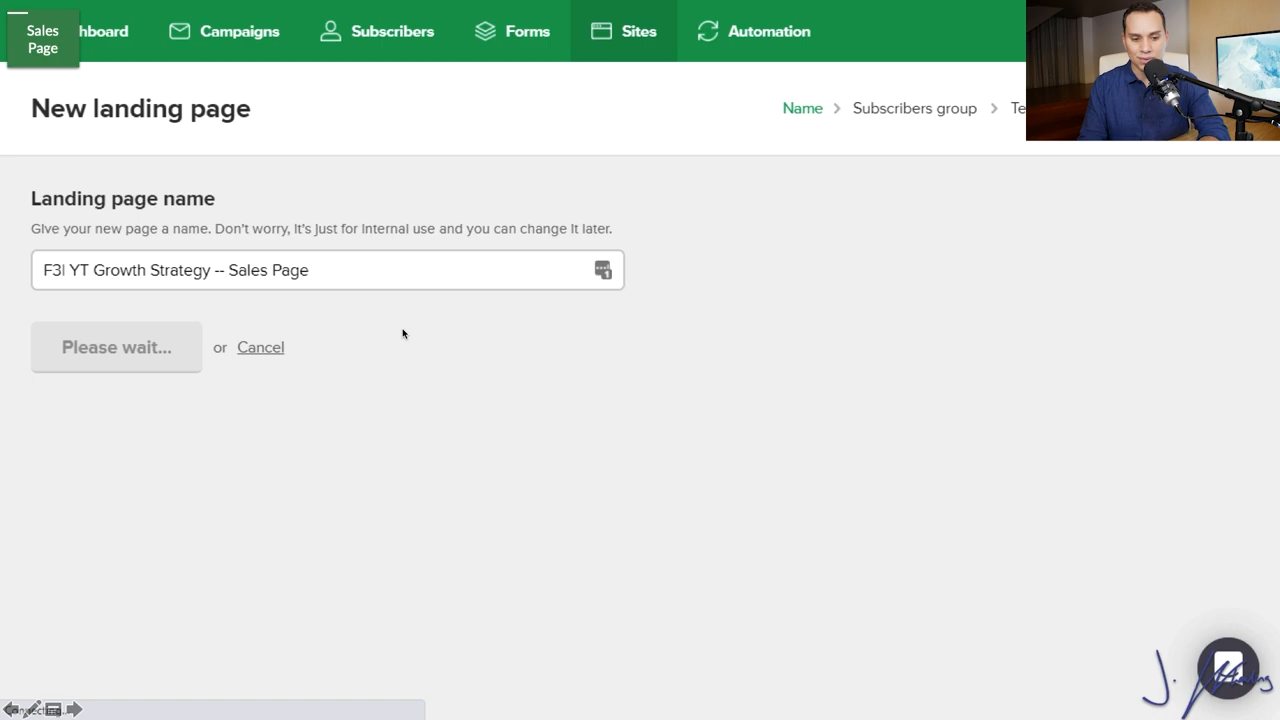 Sales
Page
hboard
Campaigns
Subscribers
Forms
Sites
Automation
New landing page
Name > Subscribers group > Te
Landing page name
Give your new page a name. Don't worry, it's just for internal use and you can change it later.
F3| YT Growth Strategy -- Sales Page
Please wait... or Cancel
Connecting...